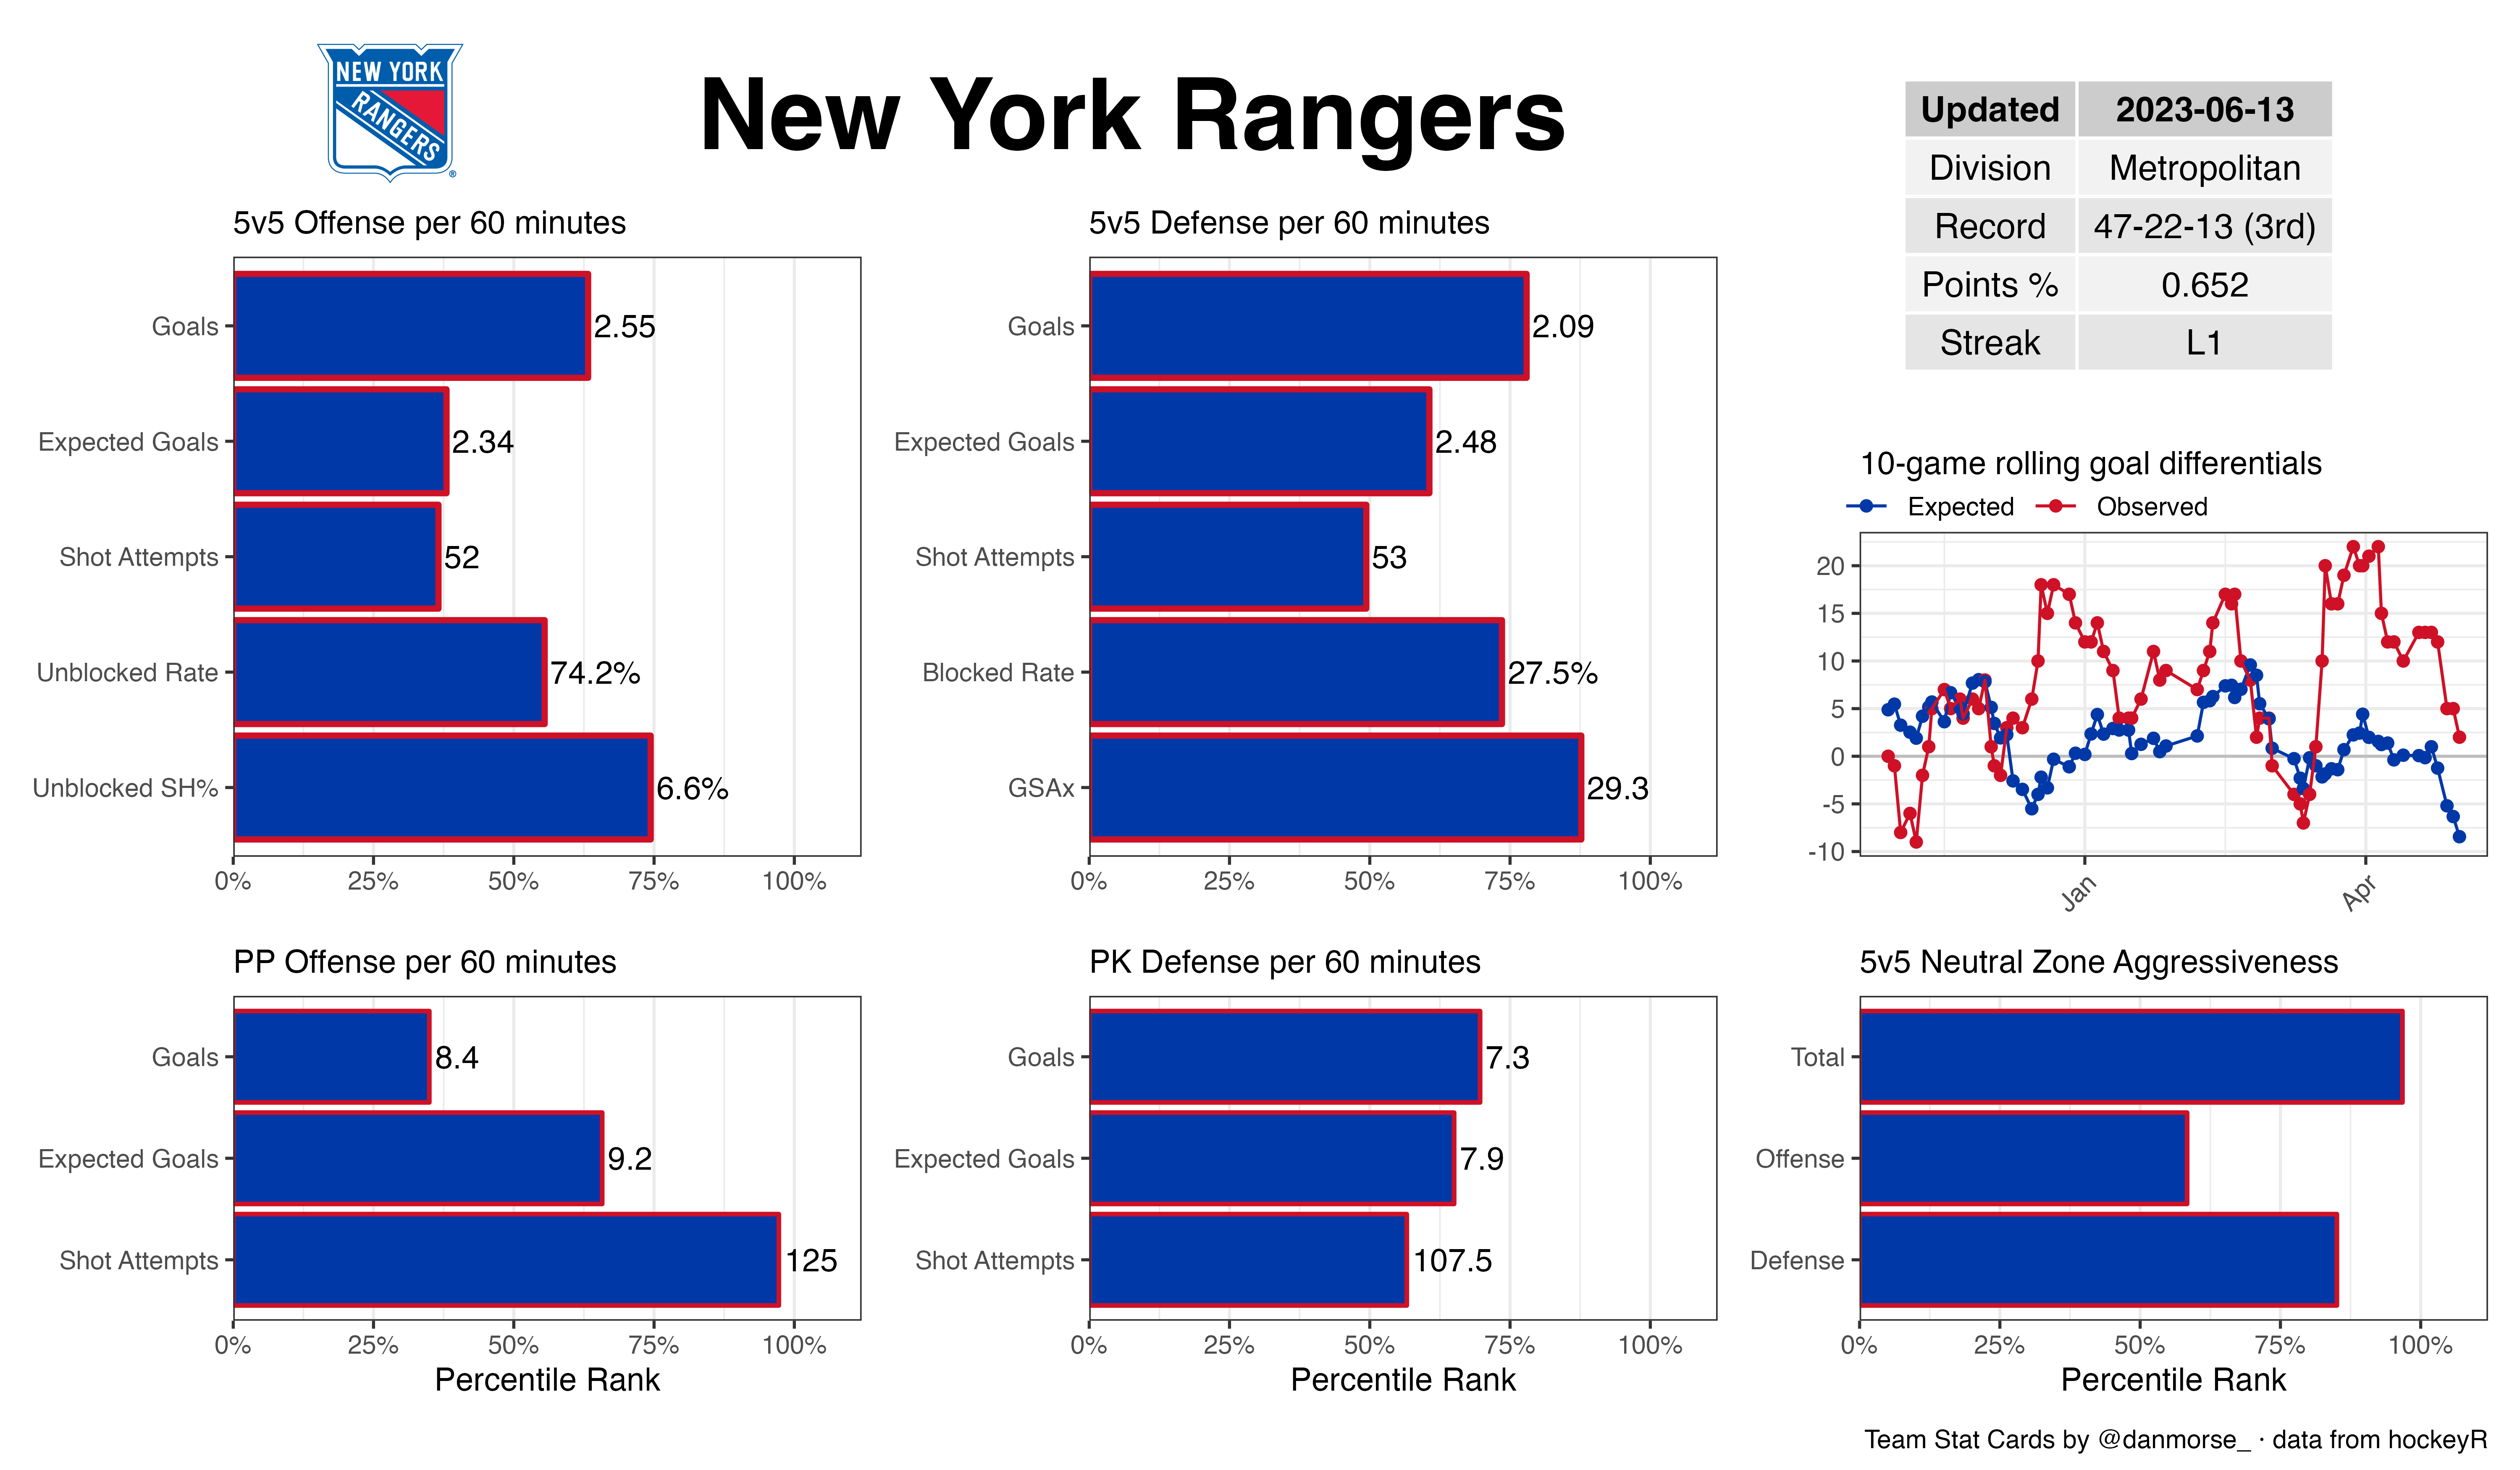 NEW YORK
RANGERS
®
New York Rangers
Updated 2023-06-13
Division Metropolitan
Record 47-22-13 (3rd)
Points % 0.652
Streak L1
5v5 Offense per 60 minutes
Goals 2.55
Expected Goals 2.34
Shot Attempts 52
Unblocked Rate 74.2%
Unblocked SH% 6.6%
0% 25% 50% 75% 100%
5v5 Defense per 60 minutes
Goals 2.09
Expected Goals 2.48
Shot Attempts 53
Blocked Rate 27.5%
GSAx 29.3
0% 25% 50% 75% 100%
10-game rolling goal differentials
Expected Observed
20
15
10
5
0
-5
-10
Jan Apr
PP Offense per 60 minutes
Goals 8.4
Expected Goals 9.2
Shot Attempts 125
0% 25% 50% 75% 100%
Percentile Rank
PK Defense per 60 minutes
Goals 7.3
Expected Goals 7.9
Shot Attempts 107.5
0% 25% 50% 75% 100%
Percentile Rank
5v5 Neutral Zone Aggressiveness
Total
Offense
Defense
0% 25% 50% 75% 100%
Percentile Rank
Team Stat Cards by @danmorse_ · data from hockeyR